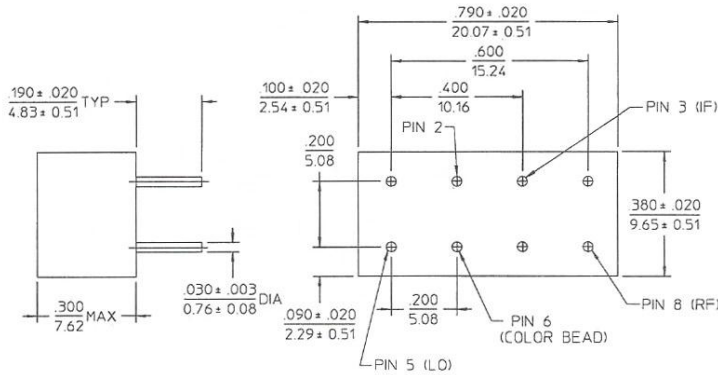 .790 ± .020
20.07 ± 0.51
.600
15.24
.190 ± .020
4.83 ± 0.51 TYP
.100 ± .020
2.54 ± 0.51
.400
10.16
PIN 3 (IF)
PIN 2
.200
5.08
.380 ± .020
9.65 ± 0.51
.030 ± .003
0.76 ± 0.08 DIA
.300
7.62 MAX
.090 ± .020
2.29 ± 0.51
.200
5.08
PIN 6
(COLOR BEAD)
PIN 8 (RF)
PIN 5 (LO)